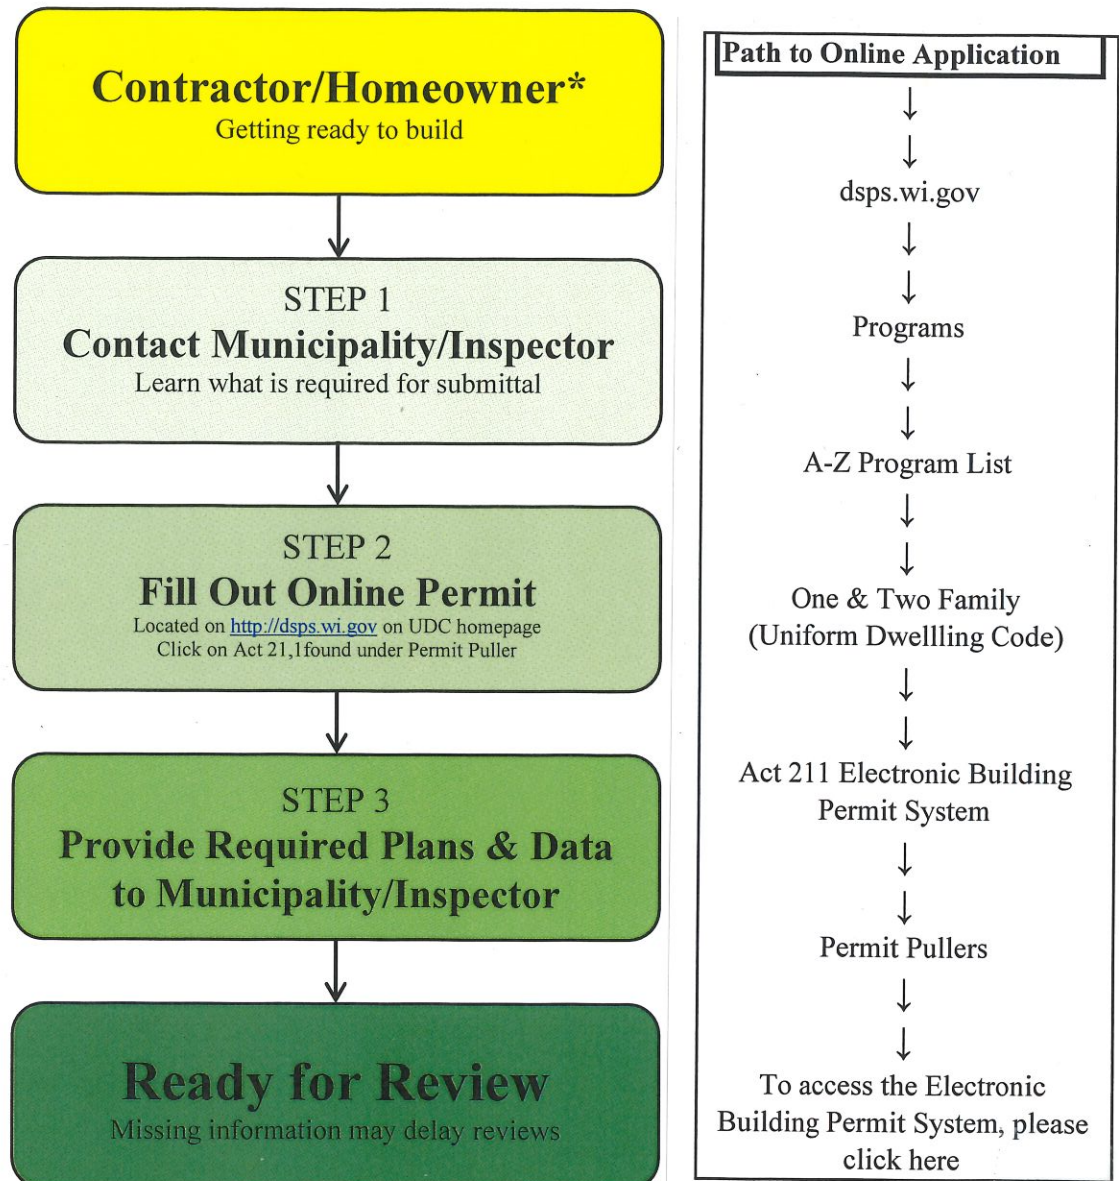 Contractor/Homeowner*
Getting ready to build
STEP 1
Contact Municipality/Inspector
Learn what is required for submittal
STEP 2
Fill Out Online Permit
Located on http://dsps.wi.gov on UDC homepage
Click on Act 21,1found under Permit Puller
STEP 3
Provide Required Plans & Data
to Municipality/Inspector
Ready for Review
Missing information may delay reviews
Path to Online Application
dsps.wi.gov
Programs
A-Z Program List
One & Two Family
(Uniform Dwellling Code)
Act 211 Electronic Building
Permit System
Permit Pullers
To access the Electronic
Building Permit System, please
click here